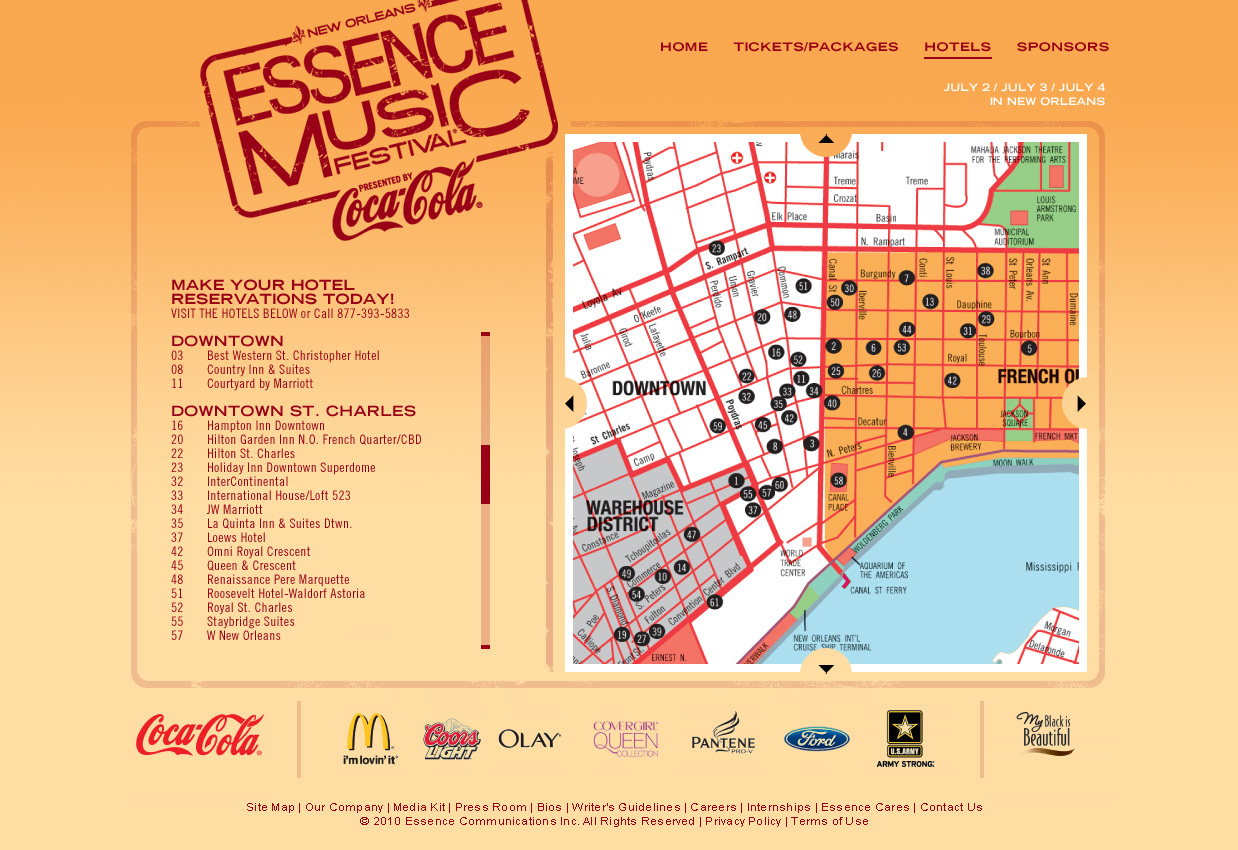 NEW ORLEANS
ESSENCE
MUSIC
FESTIVAL
PRESENTED BY
Coca-Cola
HOME
TICKETS/PACKAGES
HOTELS
SPONSORS
JULY 2 / JULY 3 / JULY 4
IN NEW ORLEANS
MAKE YOUR HOTEL
RESERVATIONS TODAY!
VISIT THE HOTELS BELOW or Call 877-393-5833
DOWNTOWN
03 Best Western St. Christopher Hotel
08 Country Inn & Suites
11 Courtyard by Marriott
DOWNTOWN ST. CHARLES
16 Hampton Inn Downtown
20 Hilton Garden Inn N.O. French Quarter/CBD
22 Hilton St. Charles
23 Holiday Inn Downtown Superdome
32 InterContinental
33 International House/Loft 523
34 JW Marriott
35 La Quinta Inn & Suites Dtwn.
37 Loews Hotel
42 Omni Royal Crescent
45 Queen & Crescent
48 Renaissance Pere Marquette
51 Roosevelt Hotel-Waldorf Astoria
52 Royal St. Charles
55 Staybridge Suites
57 W New Orleans
Poydras
Marais
MAHALIA JACKSON THEATRE
FOR THE PERFORMING ARTS
Treme
Treme
Crozat
LOUIS
ARMSTRONG
PARK
Elk Place
Basin
MUNICIPAL
AUDITORIUM
N. Rampart
23
S. Rampart
Canal St
Burgundy
7
Conti
St Louis
38
St Peter
Orleans Av.
St Ann
Perdido
Union
Gravier
Common
51
30
50
Iberville
13
Dauphine
Dumaine
Loyola Av
O'Keefe
20
48
29
Julia
Girod
Lafayette
44
31
Toulouse
Bourbon
16
52
2
6
53
5
Royal
Baronne
22
11
25
26
42
FRENCH QU
DOWNTOWN
32
33
34
Chartres
35
40
Poydras
42
JACKSON
SQUARE
59
45
Decatur
St Charles
8
3
4
JACKSON
BREWERY
FRENCH MKT
N. Peters
Bienville
Camp
MOON WALK
1
60
58
Magazine
55
57
CANAL
PLACE
WAREHOUSE
DISTRICT
37
WOLDENBERG PARK
Constance
Tchoupitoulas
47
WORLD
TRADE
CENTER
AQUARIUM OF
THE AMERICAS
Mississippi
49
Commerce
10
14
CANAL ST FERRY
54
S. Peters
Convention Center Blvd
61
S. Diamond
Fulton
Poe
Calliope
19
27
39
NEW ORLEANS INT'L
CRUISE SHIP TERMINAL
ERNEST N.
Morgan
Delaronde
Coca-Cola
i'm lovin' it
Coors
LIGHT
OLAY
COVERGIRL
QUEEN
COLLECTION
PANTENE
PRO-V
Ford
U.S.ARMY
ARMY STRONG.
My Black is
Beautiful
Site Map | Our Company | Media Kit | Press Room | Bios | Writer's Guidelines | Careers | Internships | Essence Cares | Contact Us
© 2010 Essence Communications Inc. All Rights Reserved | Privacy Policy | Terms of Use